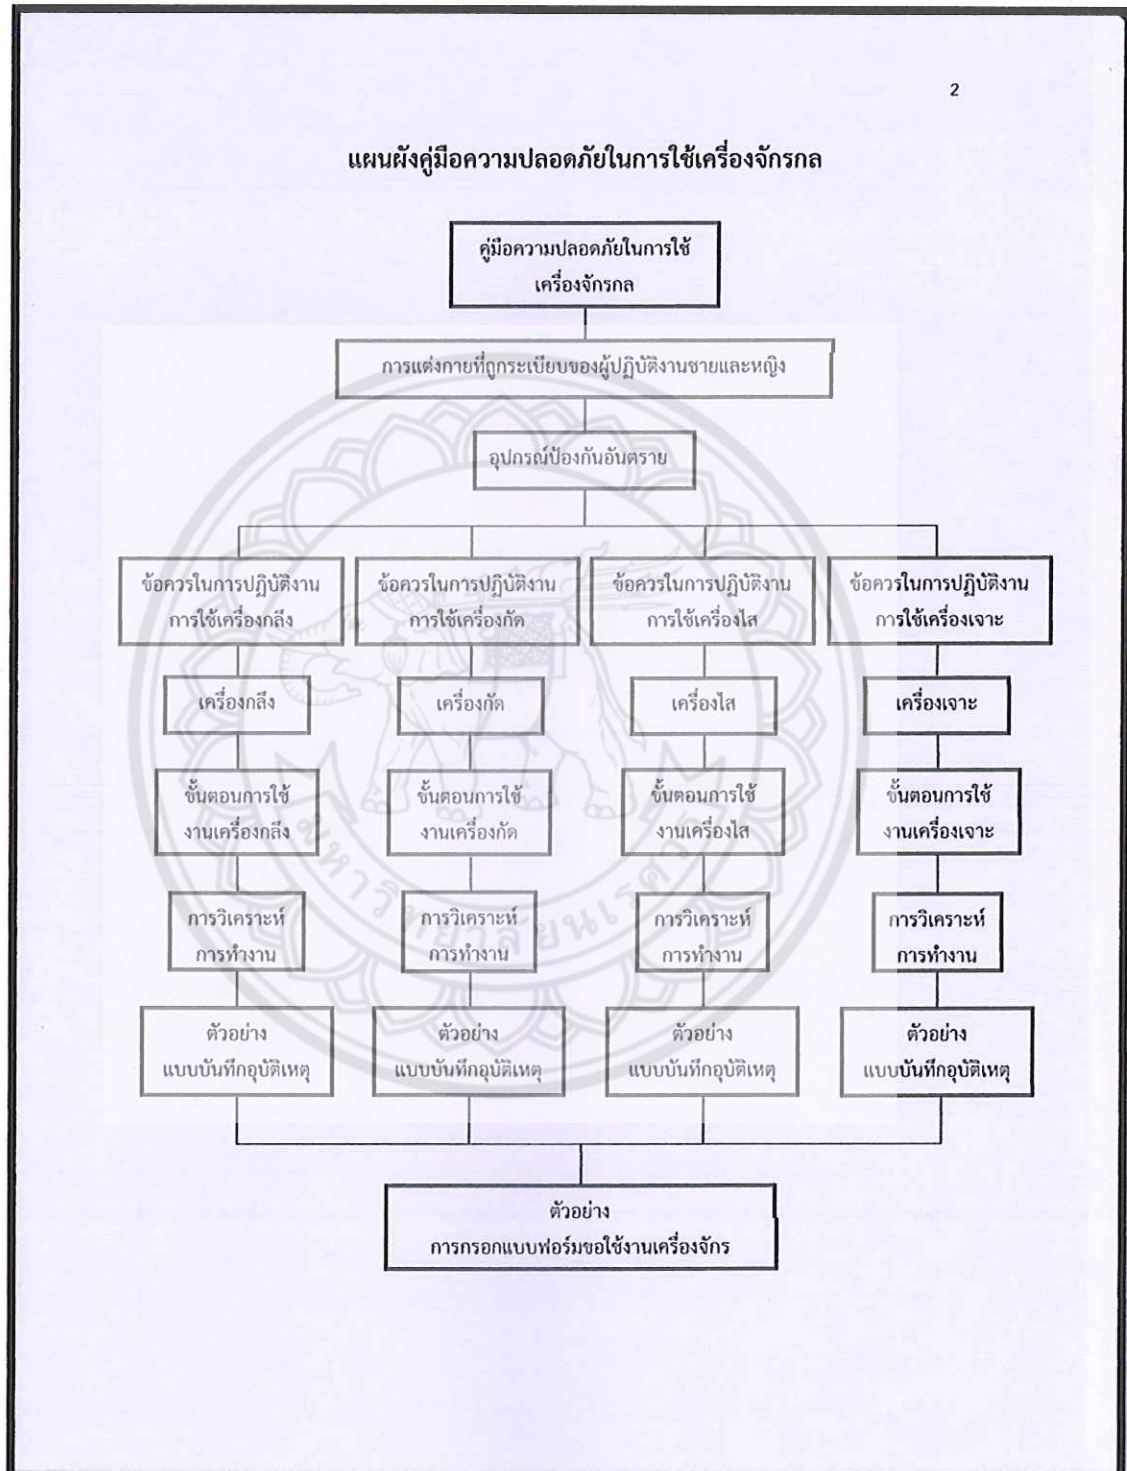 2
แผนผังคู่มือความปลอดภัยในการใช้เครื่องจักรกล
คู่มือความปลอดภัยในการใช้
เครื่องจักรกล
การแต่งกายที่ถูกระเบียบของผู้ปฏิบัติงานชายและหญิง
อุปกรณ์ป้องกันอันตราย
ข้อควรในการปฏิบัติงาน
การใช้เครื่องกลึง
ข้อควรในการปฏิบัติงาน
การใช้เครื่องกัด
ข้อควรในการปฏิบัติงาน
การใช้เครื่องไส
ข้อควรในการปฏิบัติงาน
การใช้เครื่องเจาะ
เครื่องกลึง
เครื่องกัด
เครื่องไส
เครื่องเจาะ
ขั้นตอนการใช้
งานเครื่องกลึง
ขั้นตอนการใช้
งานเครื่องกัด
ขั้นตอนการใช้
งานเครื่องไส
ขั้นตอนการใช้
งานเครื่องเจาะ
การวิเคราะห์
การทำงาน
การวิเคราะห์
การทำงาน
การวิเคราะห์
การทำงาน
การวิเคราะห์
การทำงาน
ตัวอย่าง
แบบบันทึกอุบัติเหตุ
ตัวอย่าง
แบบบันทึกอุบัติเหตุ
ตัวอย่าง
แบบบันทึกอุบัติเหตุ
ตัวอย่าง
แบบบันทึกอุบัติเหตุ
ตัวอย่าง
การกรอกแบบฟอร์มขอใช้งานเครื่องจักร
มหาวิทยาลัยนเรศวร